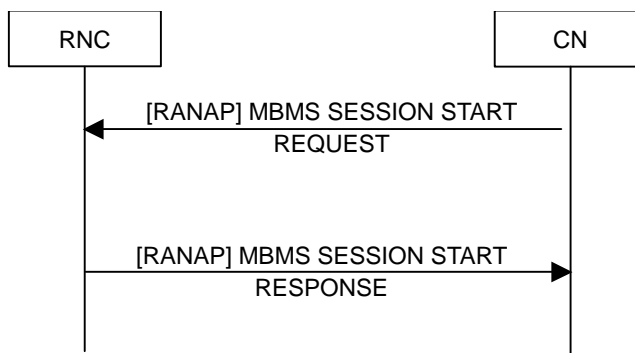 RNC
CN
[RANAP] MBMS SESSION START
REQUEST
[RANAP] MBMS SESSION START
RESPONSE